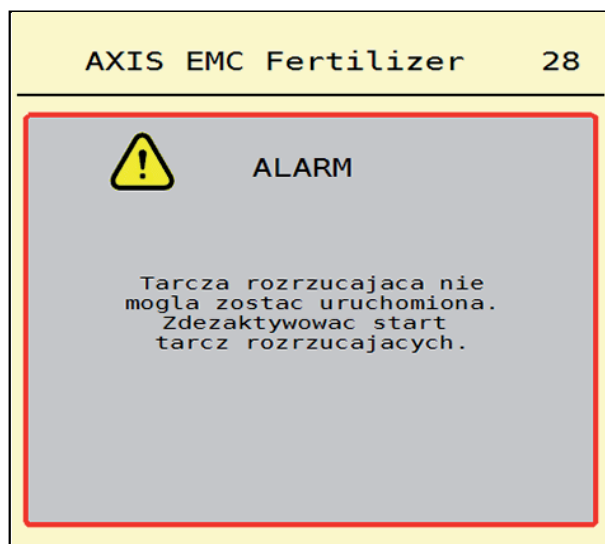 AXIS EMC Fertilizer 28
ALARM
Tarcza rozrzucajaca nie
mogla zostac uruchomiona.
Zdezaktywowac start
tarcz rozrzucajacych.